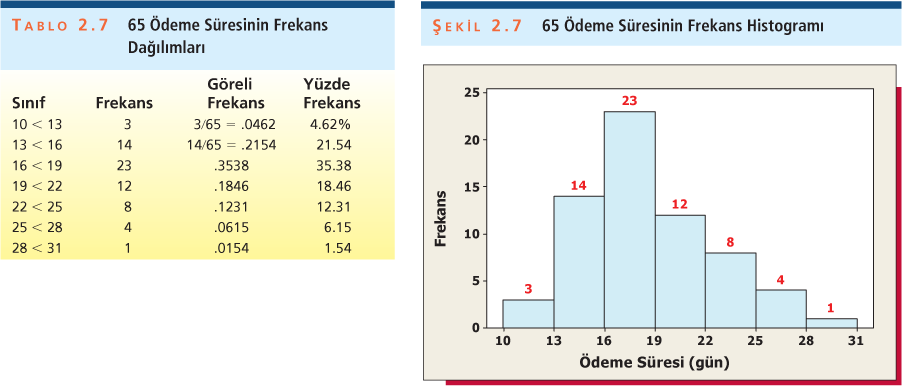 TABLO 2.7 65 Ödeme Süresinin Frekans
Dağılımları
Göreli Yüzde
Sınıf Frekans Frekans Frekans
10 < 13 3 3/65 = .0462 4.62%
13 < 16 14 14/65 = .2154 21.54
16 < 19 23 .3538 35.38
19 < 22 12 .1846 18.46
22 < 25 8 .1231 12.31
25 < 28 4 .0615 6.15
28 < 31 1 .0154 1.54
ŞEKİL 2.7 65 Ödeme Süresinin Frekans Histogramı
25
20
15
10
5
0
Frekans
3
14
23
12
8
4
1
10 13 16 19 22 25 28 31
Ödeme Süresi (gün)